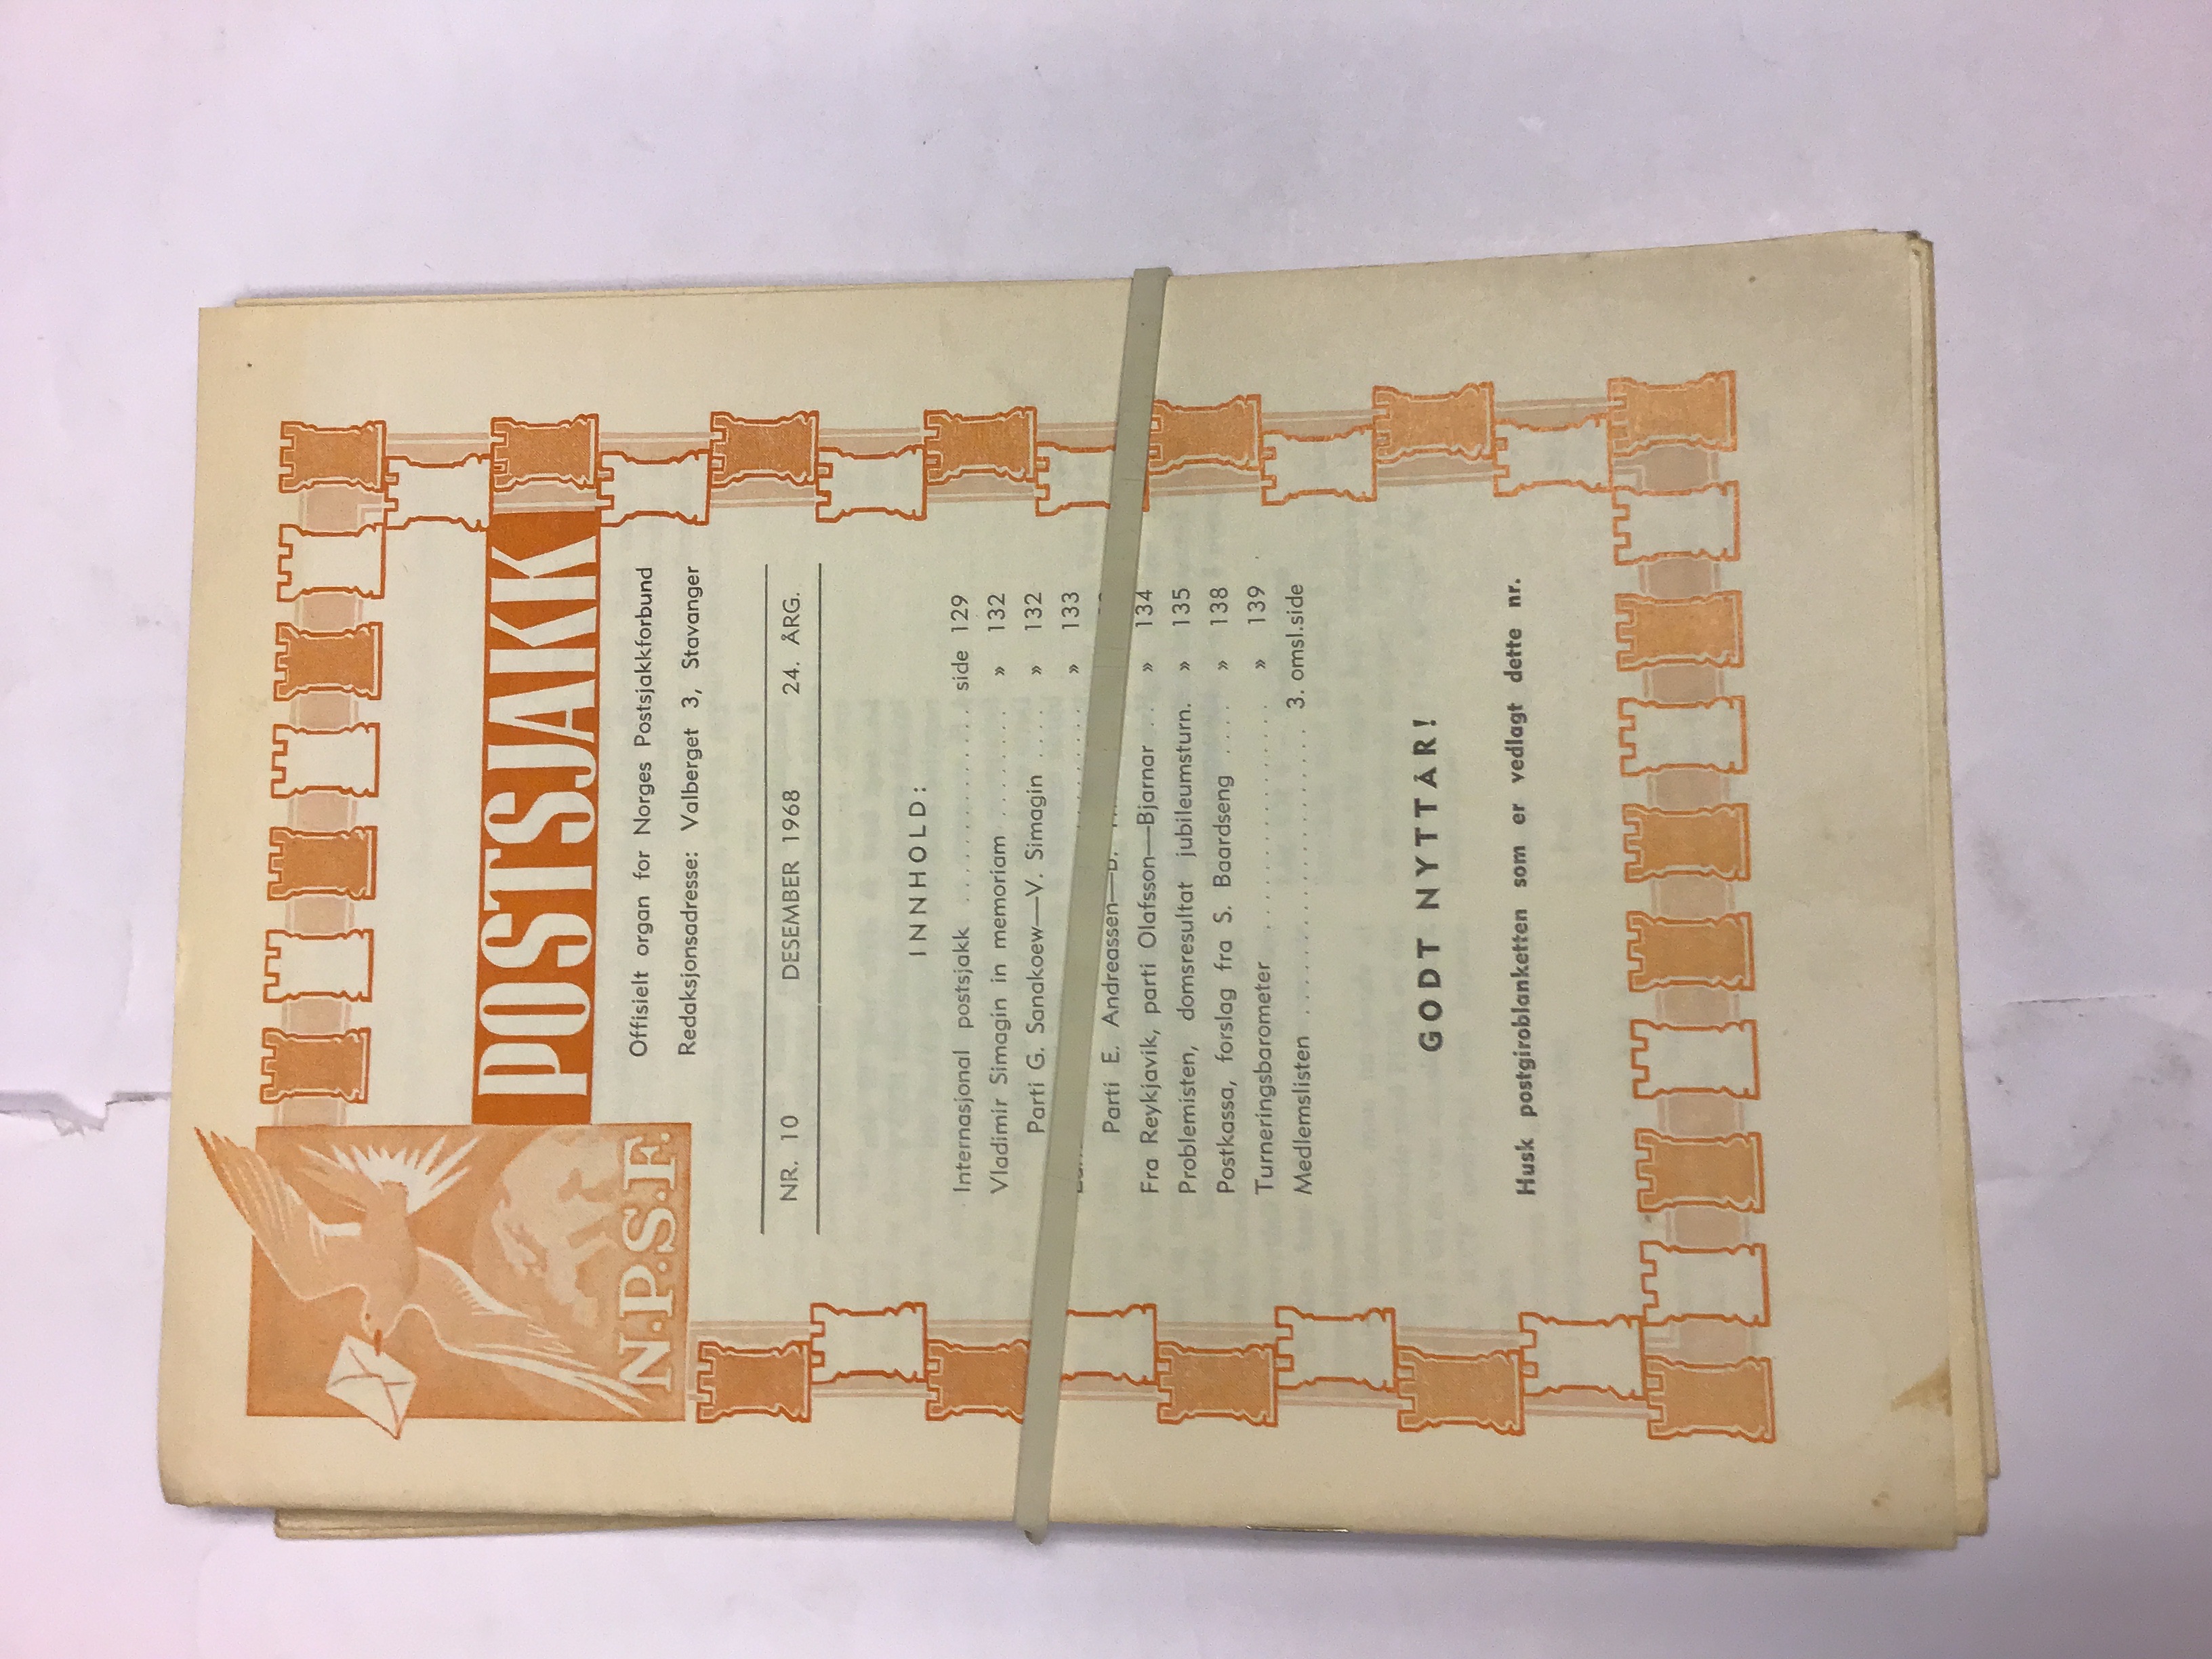 N.P.S.F.
POSTSJAKK
Offisielt organ for Norges Postsjakkforbund
Redaksjonsadresse: Valberget 3, Stavanger
NR. 10 DESEMBER 1968 24. ÅRG.
INNHOLD:
Internasjonal postsjakk .............. side 129
Vladimir Simagin in memoriam ........ » 132
Parti G. Sanakoew—V. Simagin ..... » 132
» 133
Parti E. Andreassen—
Fra Reykjavik, parti Olafsson—Bjarnar ... » 134
Problemisten, domsresultat jubileumsturn. » 135
Postkassa, forslag fra S. Baardseng .... » 138
Turneringsbarometer ................ » 139
Medlemslisten .................... 3. omsl.side
GODT NYTTÅR!
Husk postgiroblanketten som er vedlagt dette nr.